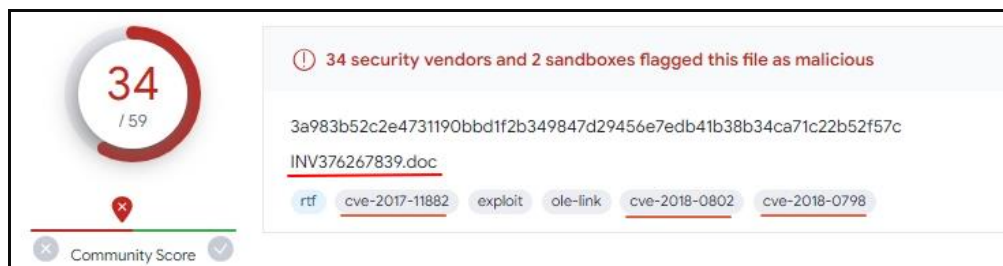 34
/ 59
Community Score
34 security vendors and 2 sandboxes flagged this file as malicious
3a983b52c2e4731190bbd1f2b349847d29456e7edb41b38b34ca71c22b52f57c
INV376267839.doc
rtf cve-2017-11882 exploit ole-link cve-2018-0802 cve-2018-0798